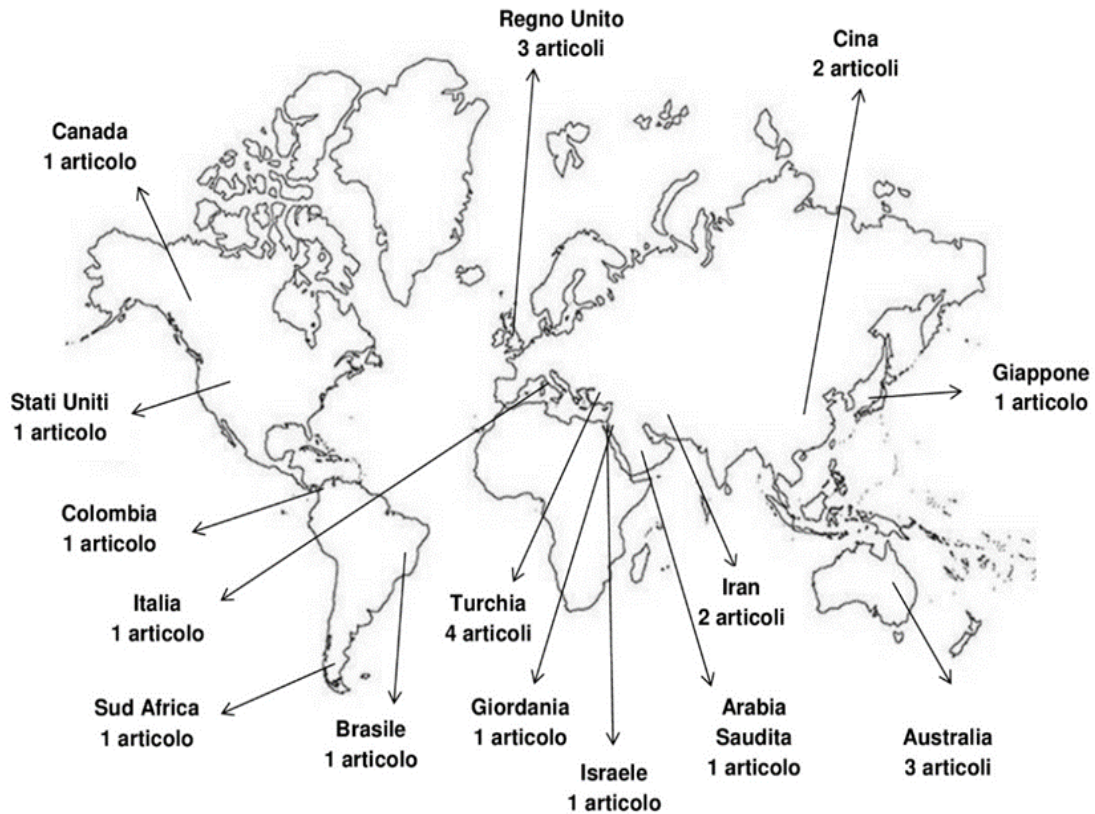 Regno Unito
3 articoli
Cina
2 articoli
Canada
1 articolo
Giappone
1 articolo
Stati Uniti
1 articolo
Colombia
1 articolo
Italia
1 articolo
Turchia
4 articoli
Iran
2 articoli
Sud Africa
1 articolo
Brasile
1 articolo
Giordania
1 articolo
Israele
1 articolo
Arabia
Saudita
1 articolo
Australia
3 articoli